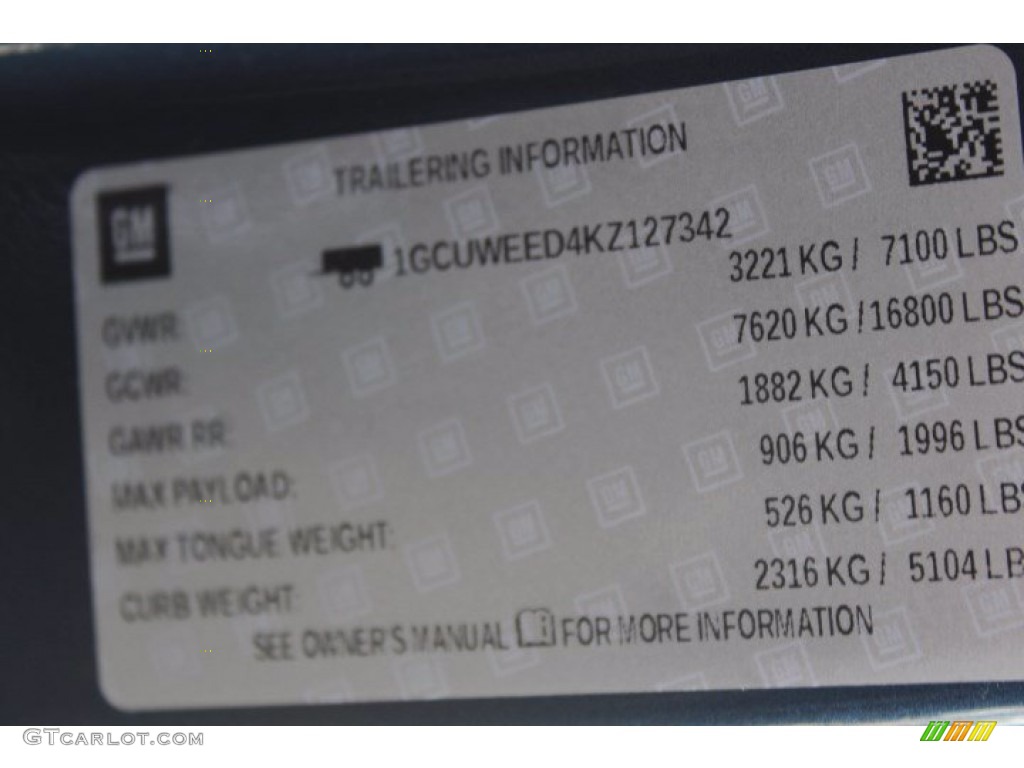 TRAILERING INFORMATION
GM
1GCUWEED4KZ127342
GVWR: 3221 KG / 7100 LBS
GCWR: 7620 KG / 16800 LBS
GAWR RR: 1882 KG / 4150 LBS
MAX PAYLOAD: 906 KG / 1996 LBS
MAX TONGUE WEIGHT: 526 KG / 1160 LB
CURB WEIGHT: 2316 KG / 5104 LB
SEE OWNER'S MANUAL FOR MORE INFORMATION
GTCARLOT.COM